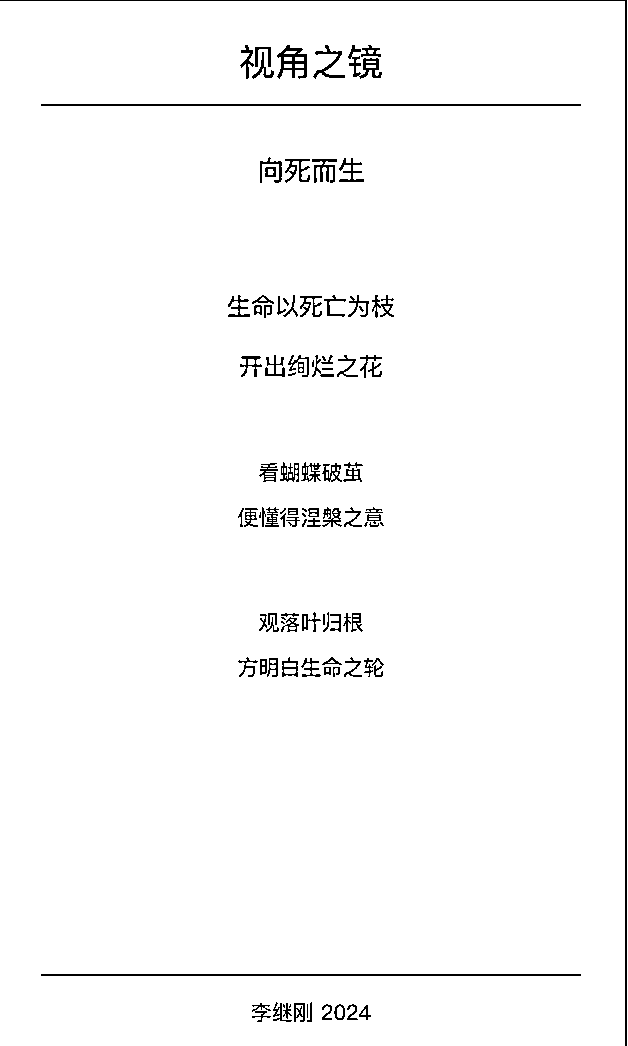 视角之镜
向死而生
生命以死亡为枝
开出绚烂之花
看蝴蝶破茧
便懂得涅槃之意
观落叶归根
方明白生命之轮
李继刚 2024